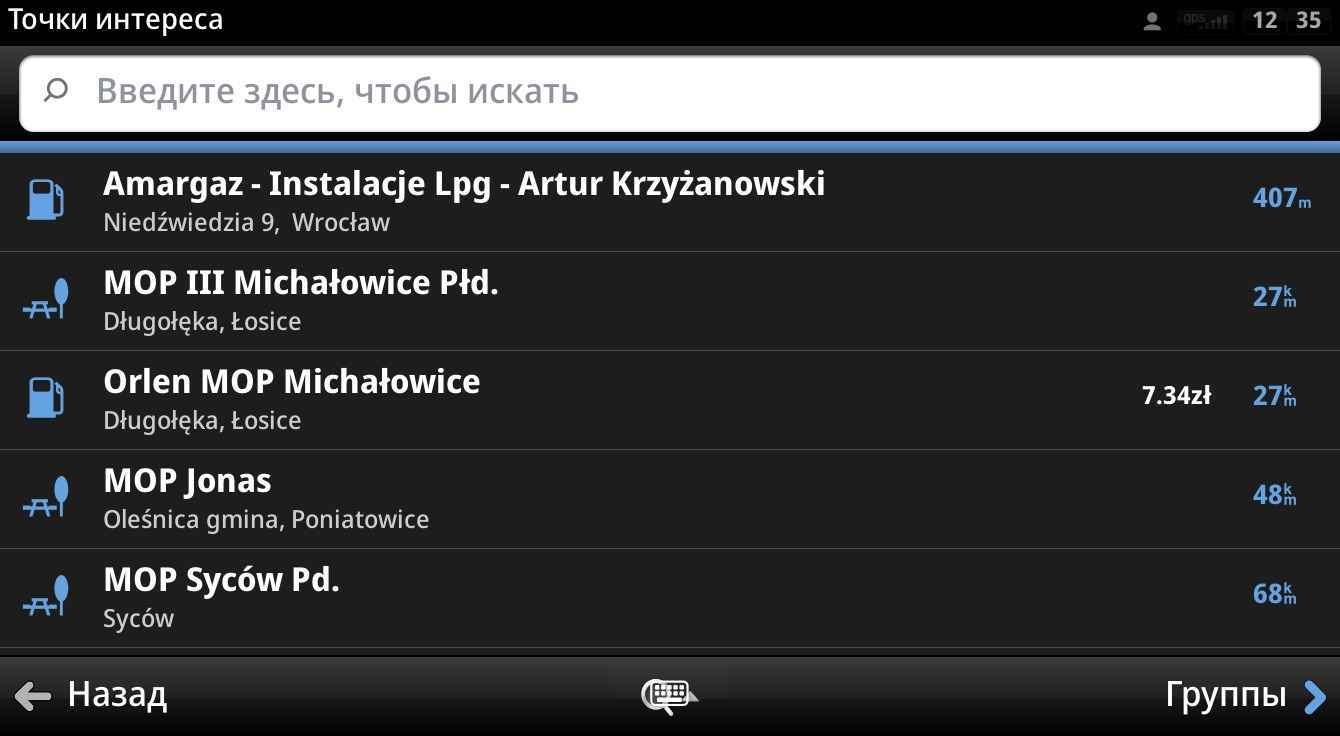 Точки интереса
gps 12 35
Введите здесь, чтобы искать
Amargaz - Instalacje Lpg - Artur Krzyżanowski
Niedźwiedzia 9, Wrocław
407m
MOP III Michałowice Płd.
Długołęka, Łosice
27km
Orlen MOP Michałowice
Długołęka, Łosice
7.34zł 27km
MOP Jonas
Oleśnica gmina, Poniatowice
48km
MOP Syców Pd.
Syców
68km
Назад Группы